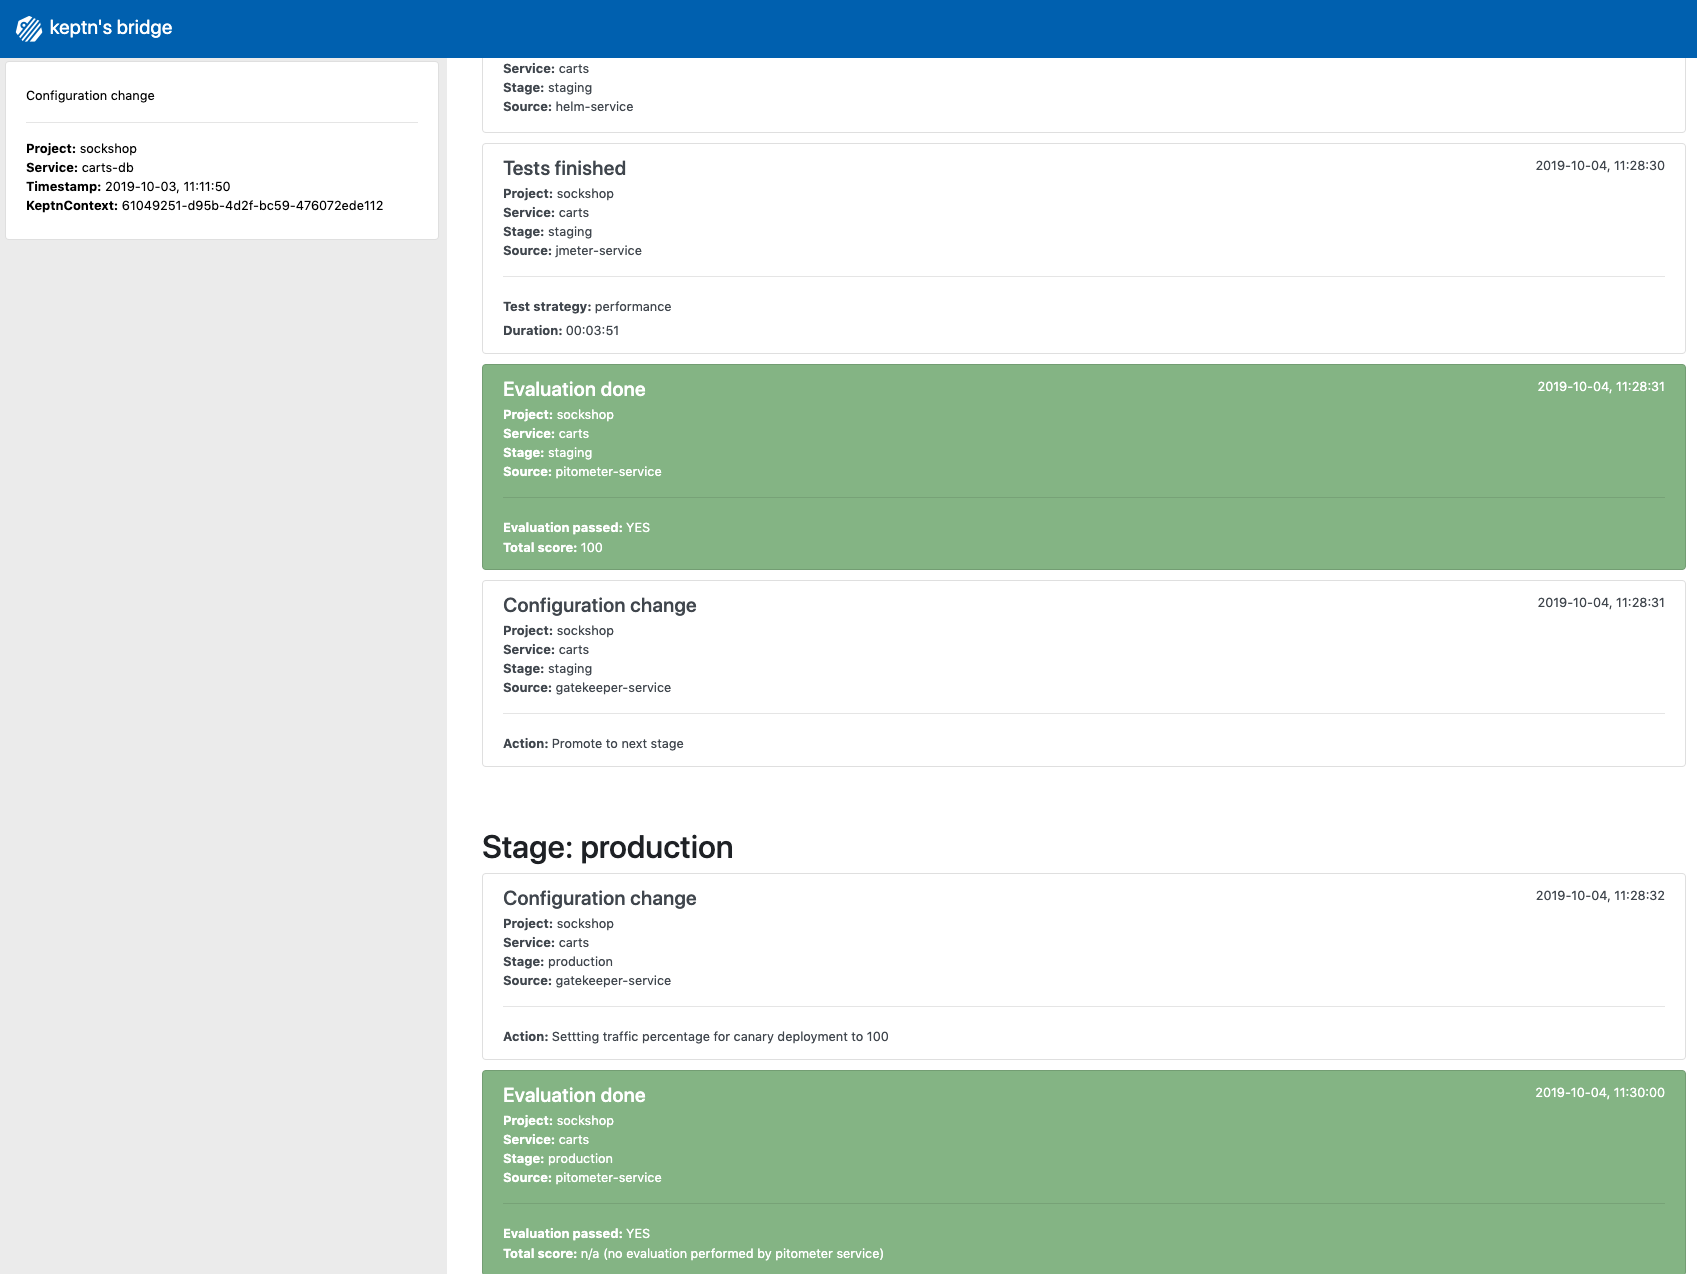 keptn's bridge
Configuration change
Project: sockshop
Service: carts-db
Timestamp: 2019-10-03, 11:11:50
KeptnContext: 61049251-d95b-4d2f-bc59-476072ede112
Service: carts
Stage: staging
Source: helm-service
Tests finished
2019-10-04, 11:28:30
Project: sockshop
Service: carts
Stage: staging
Source: jmeter-service
Test strategy: performance
Duration: 00:03:51
Evaluation done
2019-10-04, 11:28:31
Project: sockshop
Service: carts
Stage: staging
Source: pitometer-service
Evaluation passed: YES
Total score: 100
Configuration change
2019-10-04, 11:28:31
Project: sockshop
Service: carts
Stage: staging
Source: gatekeeper-service
Action: Promote to next stage
Stage: production
Configuration change
2019-10-04, 11:28:32
Project: sockshop
Service: carts
Stage: production
Source: gatekeeper-service
Action: Settting traffic percentage for canary deployment to 100
Evaluation done
2019-10-04, 11:30:00
Project: sockshop
Service: carts
Stage: production
Source: pitometer-service
Evaluation passed: YES
Total score: n/a (no evaluation performed by pitometer service)